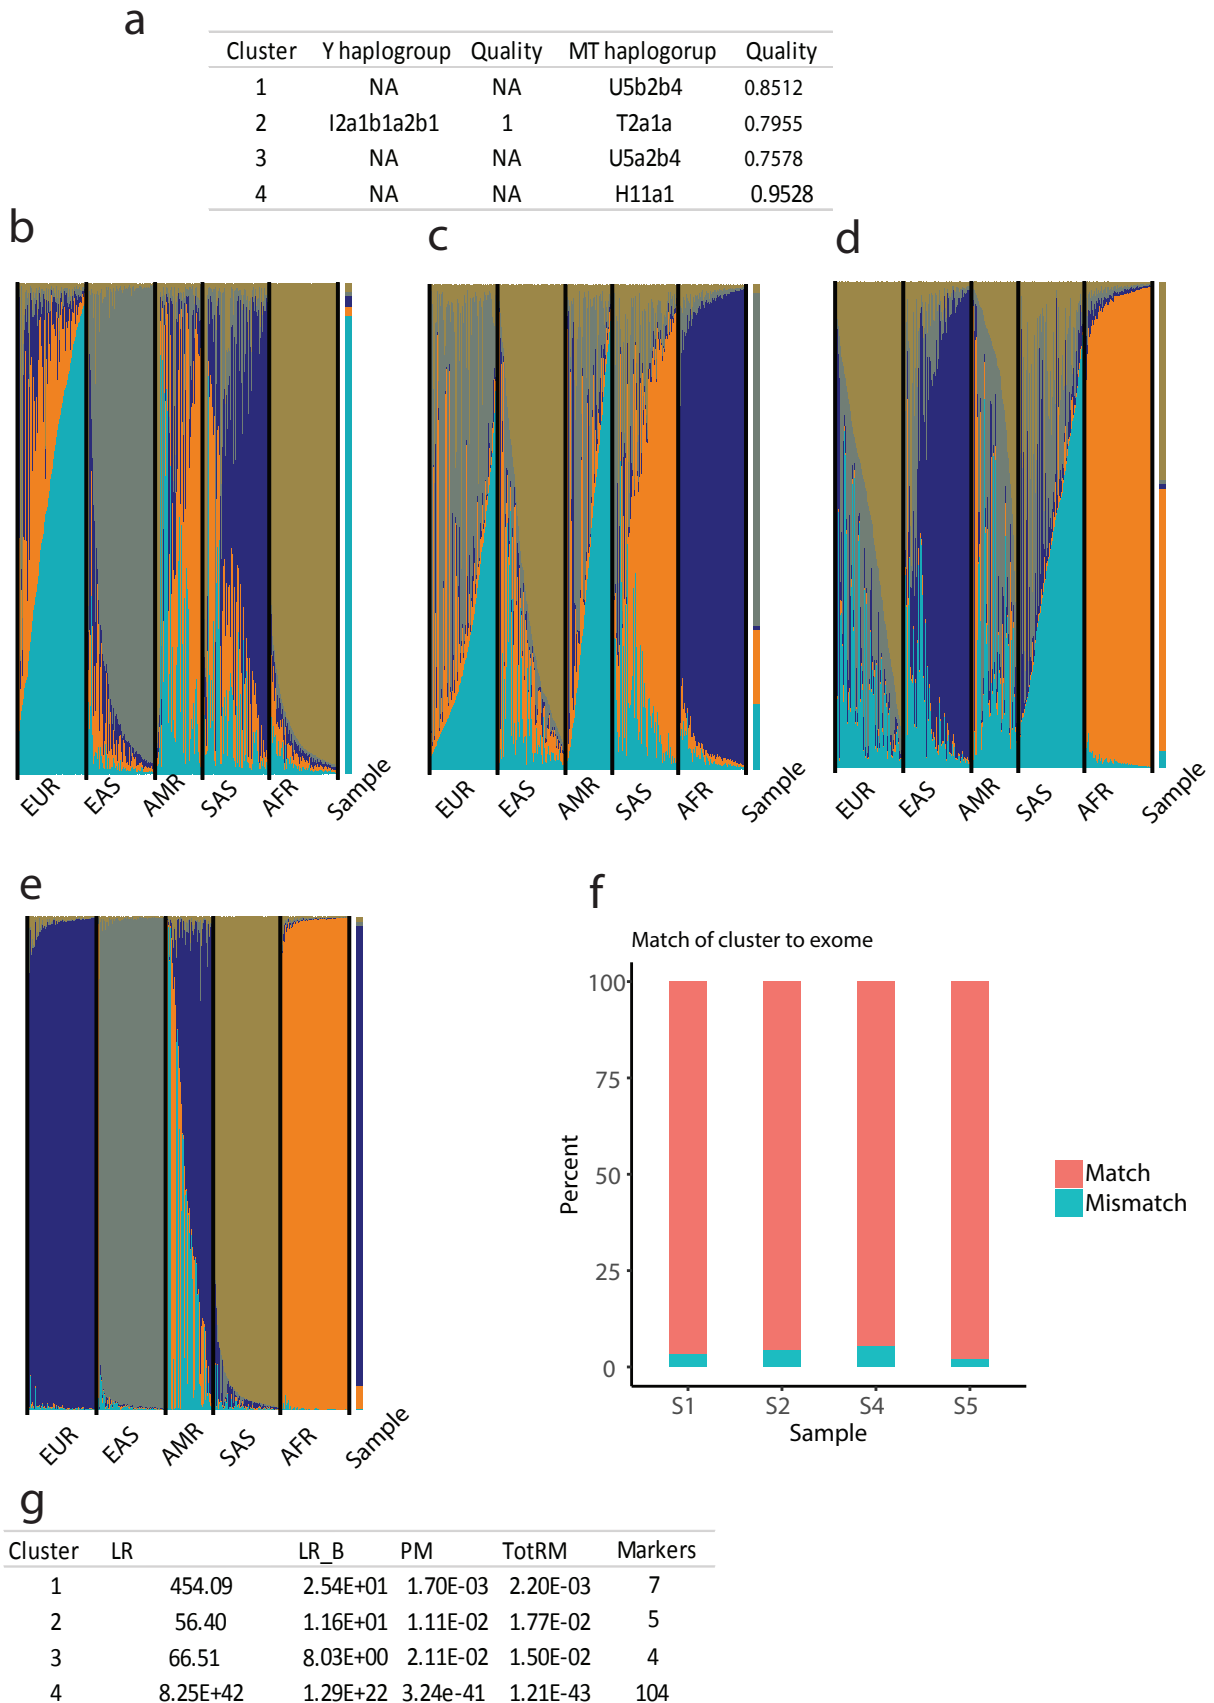 a
Cluster Y haplogroup Quality MT haplogorup Quality
1 NA NA U5b2b4 0.8512
2 I2a1b1a2b1 1 T2a1a 0.7955
3 NA NA U5a2b4 0.7578
4 NA NA H11a1 0.9528
b
c
d
EUR EAS AMR SAS AFR Sample
EUR EAS AMR SAS AFR Sample
EUR EAS AMR SAS AFR Sample
e
EUR EAS AMR SAS AFR Sample
f
Match of cluster to exome
100
75
50
25
0
Percent
S1 S2 S4 S5
Sample
Match
Mismatch
g
Cluster LR LR_B PM TotRM Markers
1 454.09 2.54E+01 1.70E-03 2.20E-03 7
2 56.40 1.16E+01 1.11E-02 1.77E-02 5
3 66.51 8.03E+00 2.11E-02 1.50E-02 4
4 8.25E+42 1.29E+22 3.24e-41 1.21E-43 104